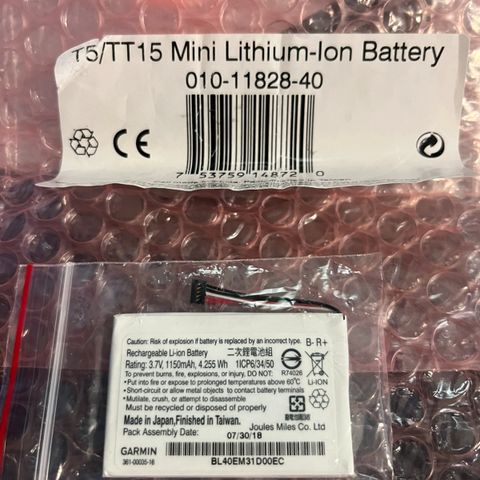 T5/TT15 Mini Lithium-Ion Battery
010-11828-40
CE
7 53759 14872 0
Caution: Risk of explosion if battery is replaced by an incorrect type. B- R+
Rechargeable Li-ion Battery 二次鋰電池組
Rating: 3.7V, 1150mAh, 4.255 Wh 1ICP6/34/50
To prevent burns, fire, explosions, or injury: DO NOT R74026 LI-ION
•Put into fire or expose to prolonged temperatures above 60°C
•Short-circuit or allow metal objects to contact battery terminals
•Mutilate, crush, or attempt to disassemble
Must be recycled or disposed properly
Made in Japan,Finished in Taiwan.
Pack Assembly Date: Joules Miles Co. Ltd
07/30/18
GARMIN
361-00035-16 BL40EM31D00EC